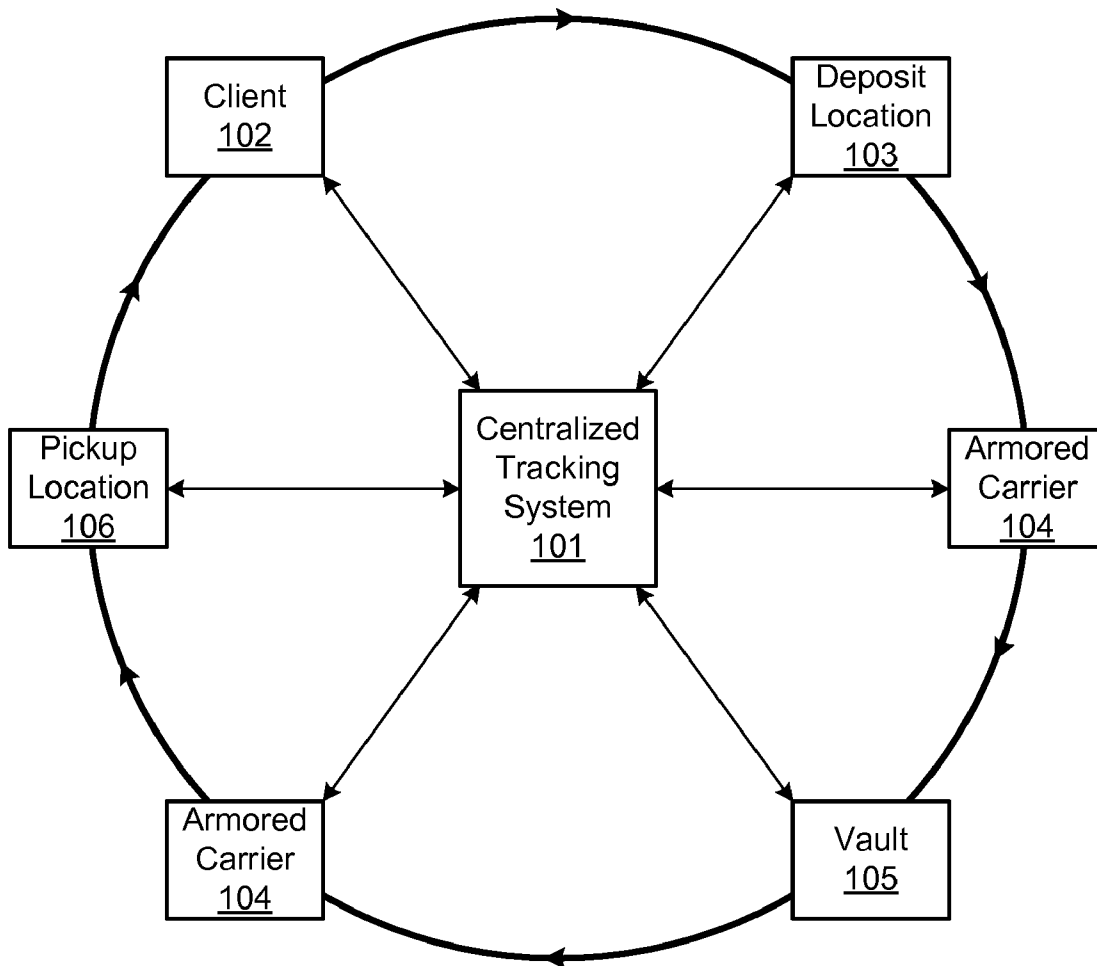 Client
102
Deposit
Location
103
Pickup
Location
106
Centralized
Tracking
System
101
Armored
Carrier
104
Armored
Carrier
104
Vault
105